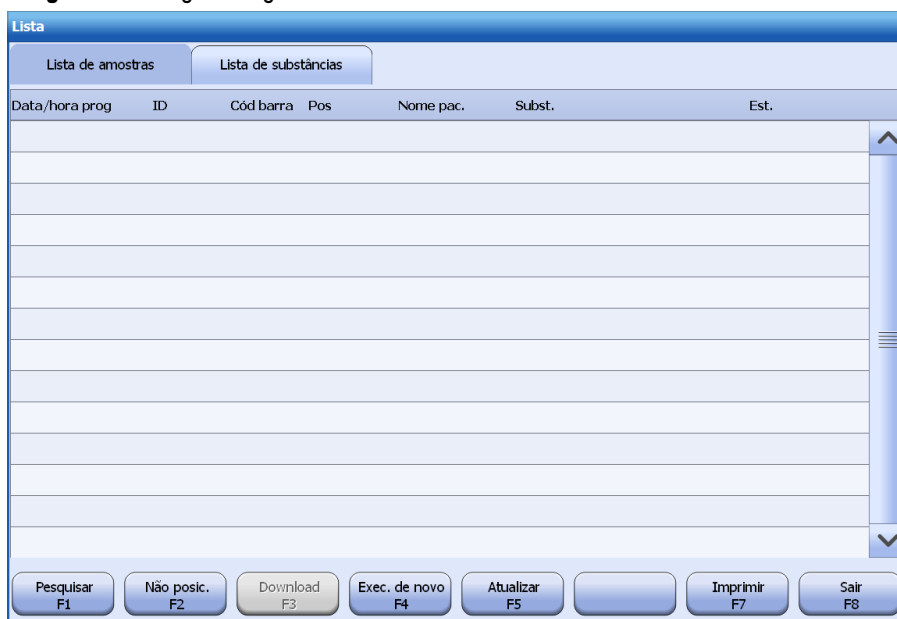 Lista
Lista de amostras Lista de substâncias
Data/hora prog ID Cód barra Pos Nome pac. Subst. Est.
Pesquisar Não posic. Download Exec. de novo Atualizar Imprimir Sair
F1 F2 F3 F4 F5 F7 F8